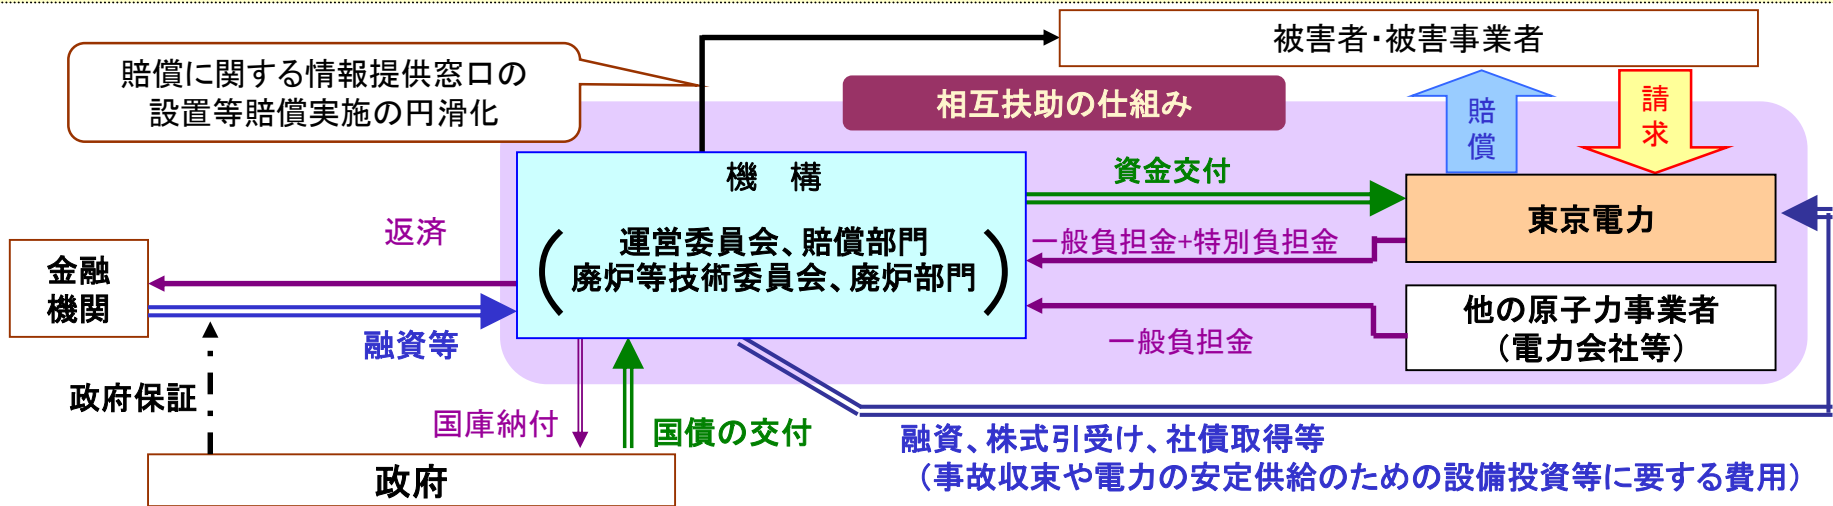 被害者・被害事業者
賠償に関する情報提供窓口の
設置等賠償実施の円滑化
相互扶助の仕組み
賠償
請求
機　構
運営委員会、賠償部門
廃炉等技術委員会、廃炉部門
資金交付
東京電力
返済
一般負担金+特別負担金
金融
機関
他の原子力事業者
（電力会社等）
融資等
一般負担金
政府保証
国庫納付
国債の交付
融資、株式引受け、社債取得等
（事故収束や電力の安定供給のための設備投資等に要する費用）
政府